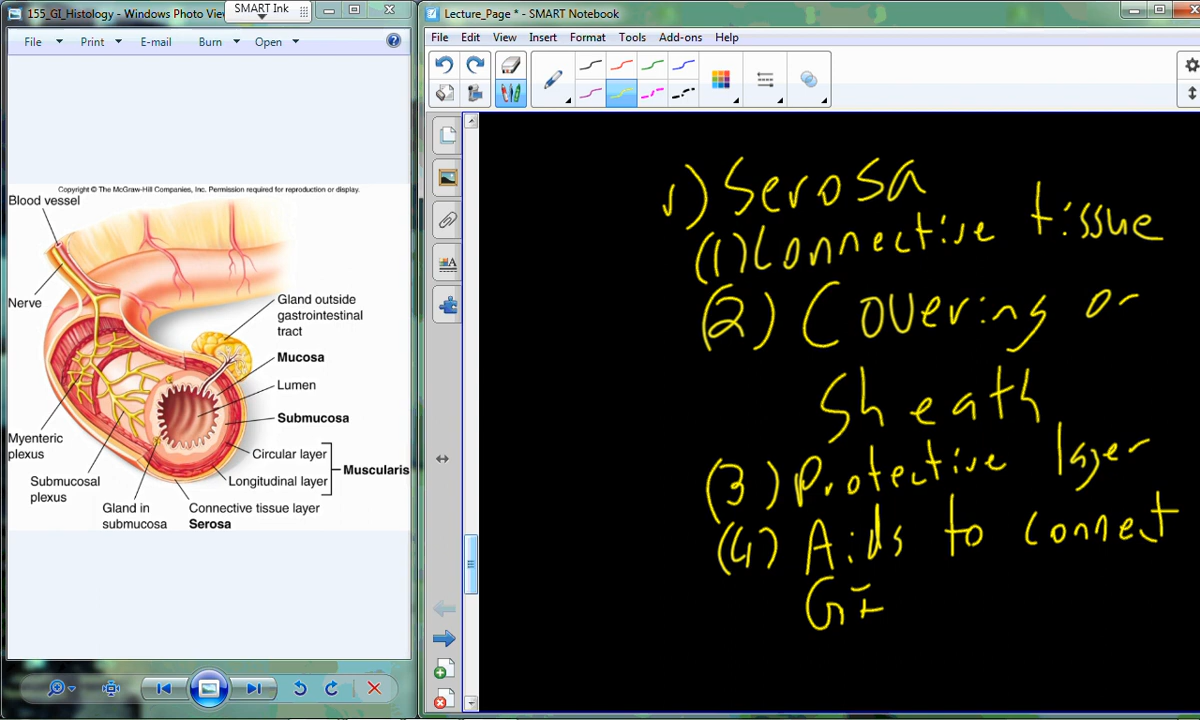 155_GI_Histology - Windows Photo View
SMART Ink
File Print E-mail Burn Open
Copyright © The McGraw-Hill Companies, Inc. Permission required for reproduction or display.
Blood vessel
Nerve
Gland outside
gastrointestinal
tract
Mucosa
Lumen
Submucosa
Circular layer
Muscularis
Longitudinal layer
Myenteric
plexus
Submucosal
plexus
Gland in
submucosa
Connective tissue layer
Serosa
Lecture_Page * - SMART Notebook
File Edit View Insert Format Tools Add-ons Help
Serosa
(1) Connective tissue
(2) Covering or
Sheath
(3) Protective layer
(4) Aids to connect
GI